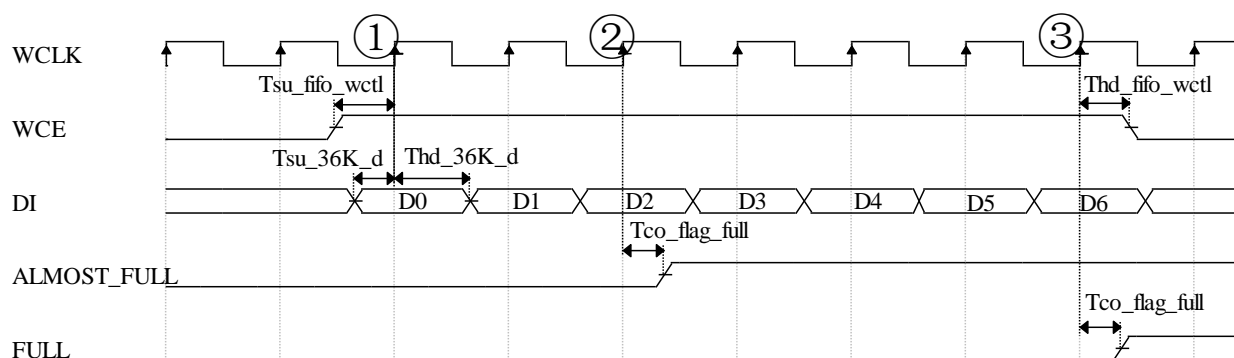 ① ② ③
WCLK
Tsu_fifo_wctl Thd_fifo_wctl
WCE
Tsu_36K_d Thd_36K_d
DI D0 D1 D2 D3 D4 D5 D6
Tco_flag_full
ALMOST_FULL
Tco_flag_full
FULL